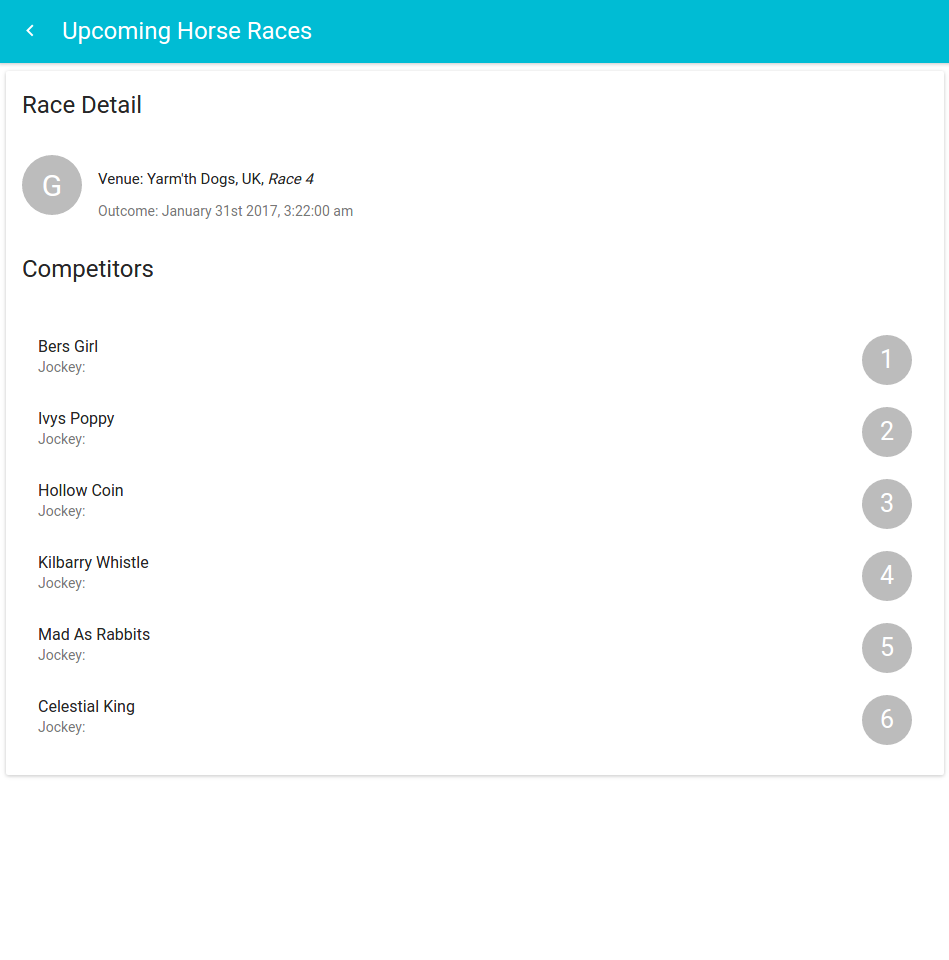 Upcoming Horse Races
Race Detail
G
Venue: Yarm'th Dogs, UK, Race 4
Outcome: January 31st 2017, 3:22:00 am
Competitors
Bers Girl
Jockey:
1
Ivys Poppy
Jockey:
2
Hollow Coin
Jockey:
3
Kilbarry Whistle
Jockey:
4
Mad As Rabbits
Jockey:
5
Celestial King
Jockey:
6